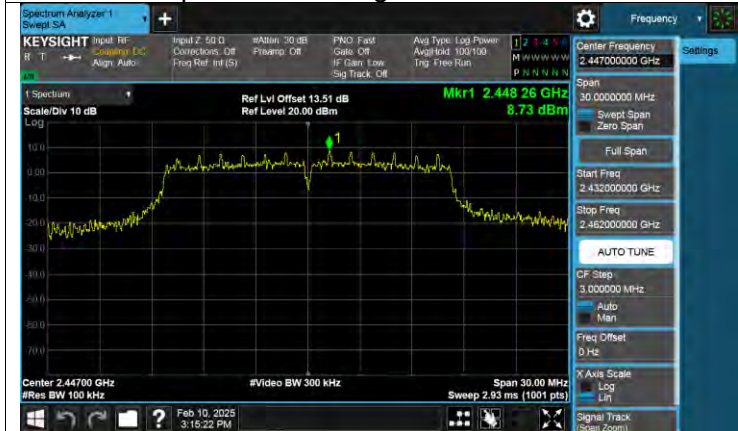 Spectrum Analyzer 1
Swept SA
+
Frequency
KEYSIGHT
R T
Input: RF
Coupling: DC
Align: Auto
Input Z: 50 Ω
Corrections: Off
Freq Ref: Int (S)
#Atten: 30 dB
Preamp: Off
PNO: Fast
Gate: Off
IF Gain: Low
Sig Track: Off
Avg Type: Log-Power
Avg|Hold: 100/100
Trig: Free Run
1 2 3 4 5 6
M W W W W W
P N N N N N
Center Frequency
2.447000000 GHz
Settings
Span
30.0000000 MHz
Swept Span
Zero Span
Full Span
Start Freq
2.432000000 GHz
Stop Freq
2.462000000 GHz
AUTO TUNE
CF Step
3.000000 MHz
Auto
Man
Freq Offset
0 Hz
X Axis Scale
Log
Lin
Signal Track
(Span Zoom)
1 Spectrum
Scale/Div 10 dB
Ref Lvl Offset 13.51 dB
Ref Level 20.00 dBm
Mkr1 2.448 26 GHz
8.73 dBm
Log
1
10.0
0.00
-10.0
-20.0
-30.0
-40.0
-50.0
-60.0
-70.0
Center 2.44700 GHz
#Res BW 100 kHz
#Video BW 300 kHz
Span 30.00 MHz
Sweep 2.93 ms (1001 pts)
?
Feb 10, 2025
3:15:22 PM